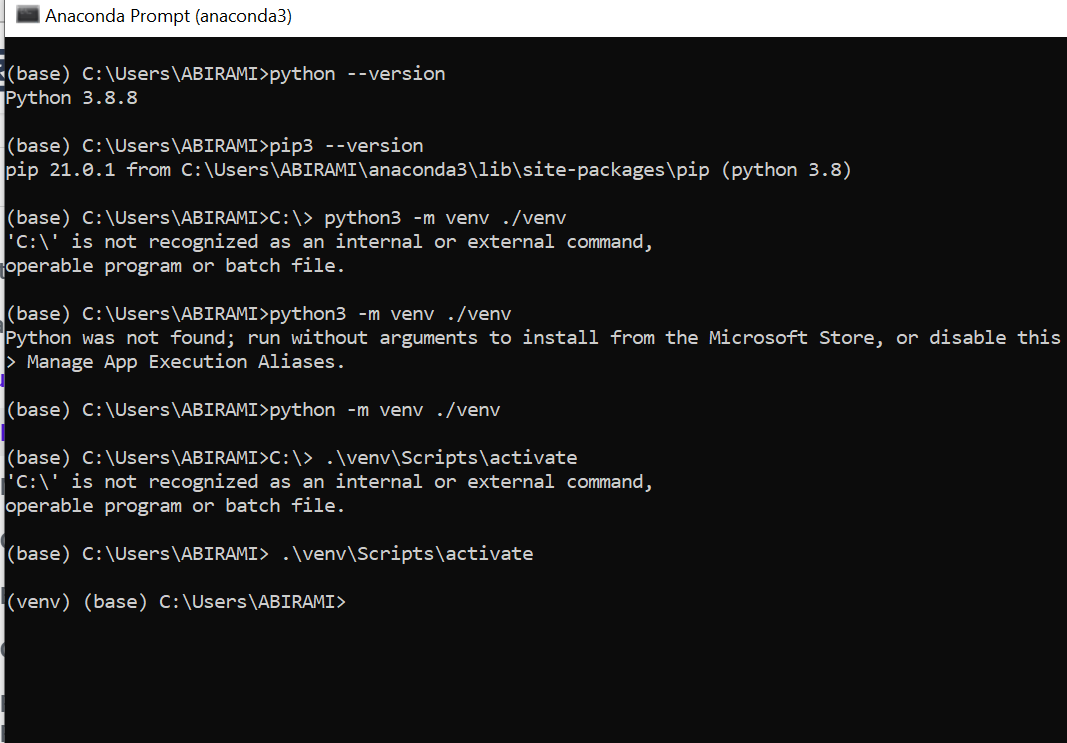 Anaconda Prompt (anaconda3)
(base) C:\Users\ABIRAMI>python --version
Python 3.8.8
(base) C:\Users\ABIRAMI>pip3 --version
pip 21.0.1 from C:\Users\ABIRAMI\anaconda3\lib\site-packages\pip (python 3.8)
(base) C:\Users\ABIRAMI>C:\> python3 -m venv ./venv
'C:\' is not recognized as an internal or external command,
operable program or batch file.
(base) C:\Users\ABIRAMI>python3 -m venv ./venv
Python was not found; run without arguments to install from the Microsoft Store, or disable this
> Manage App Execution Aliases.
(base) C:\Users\ABIRAMI>python -m venv ./venv
(base) C:\Users\ABIRAMI>C:\> .\venv\Scripts\activate
'C:\' is not recognized as an internal or external command,
operable program or batch file.
(base) C:\Users\ABIRAMI> .\venv\Scripts\activate
(venv) (base) C:\Users\ABIRAMI>